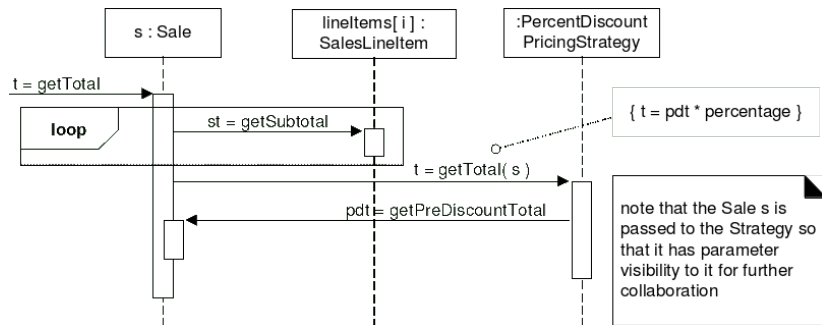 s : Sale
lineItems[ i ] :
SalesLineItem
:PercentDiscount
PricingStrategy
t = getTotal
loop
st = getSubtotal
{ t = pdt * percentage }
t = getTotal( s )
pdt = getPreDiscountTotal
note that the Sale s is
passed to the Strategy so
that it has parameter
visibility to it for further
collaboration